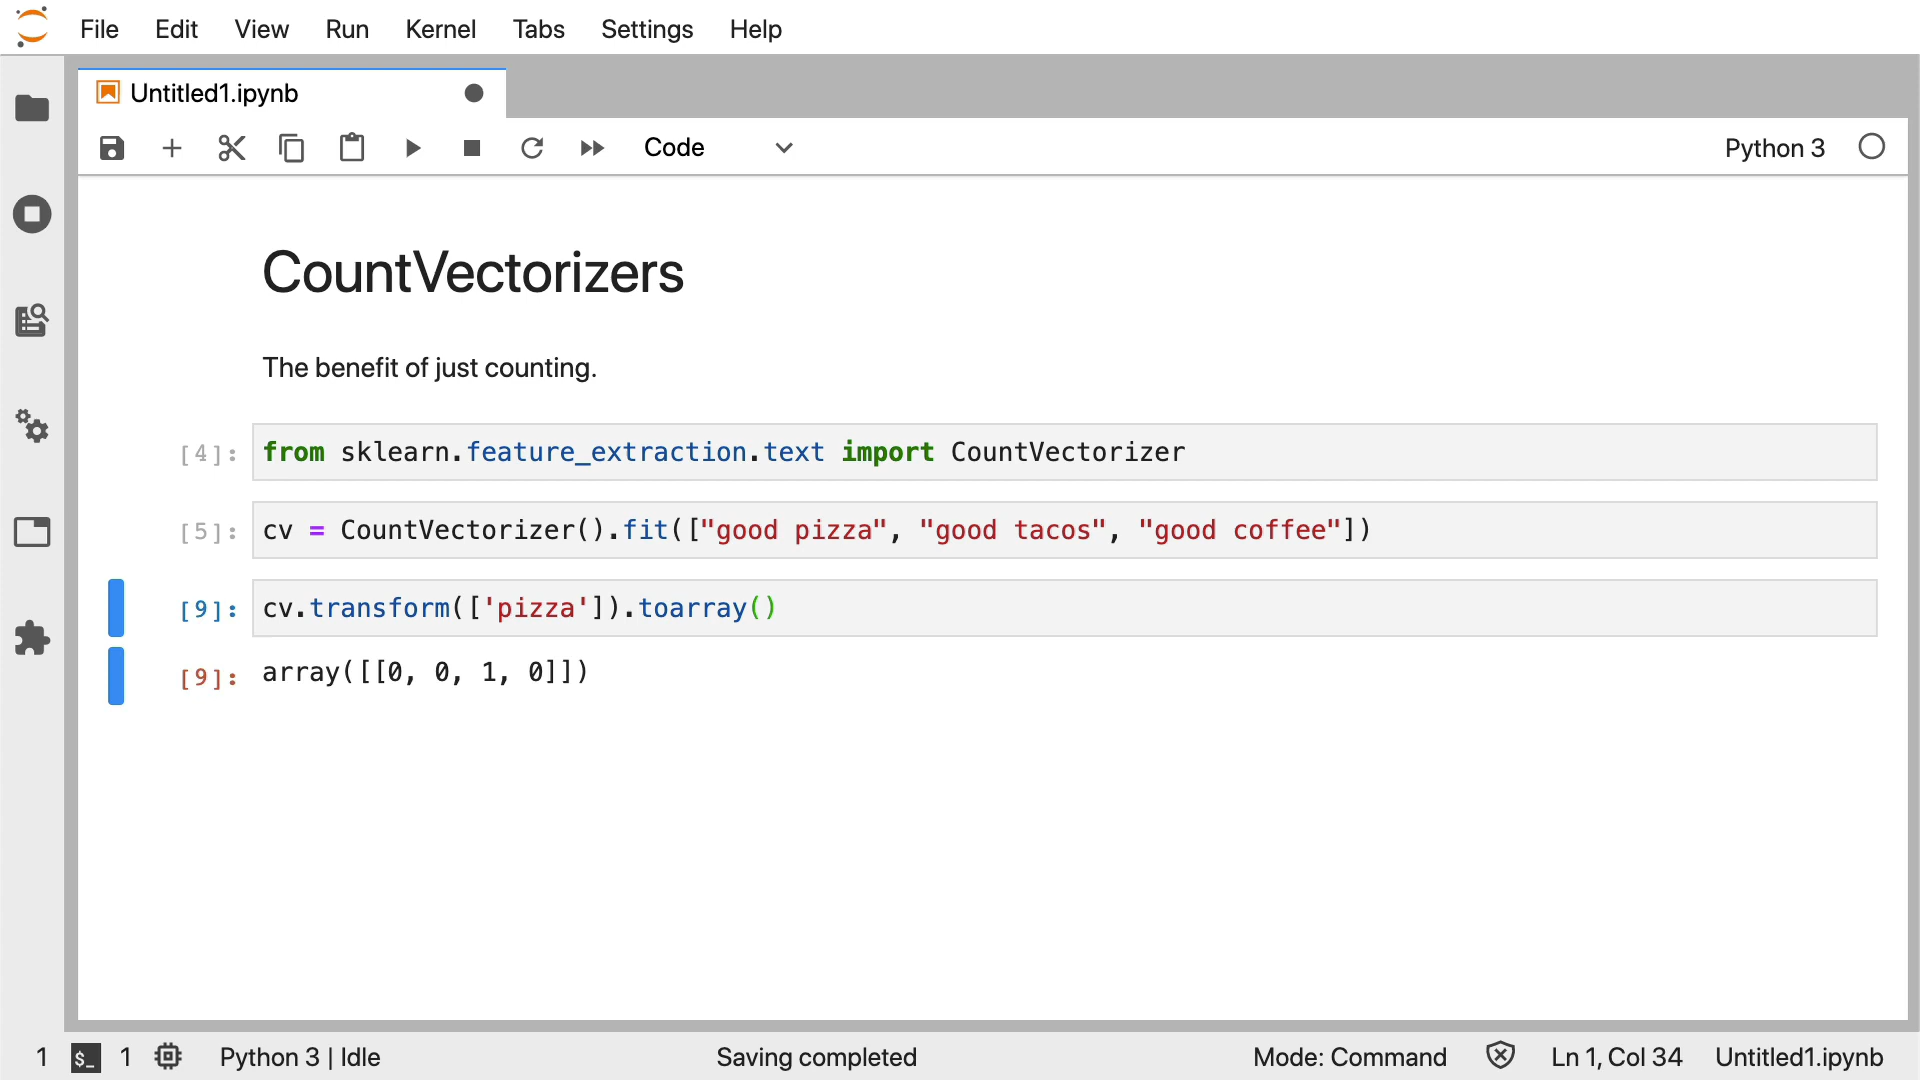 File Edit View Run Kernel Tabs Settings Help
Untitled1.ipynb
Code Python 3
CountVectorizers
The benefit of just counting.
[4]: from sklearn.feature_extraction.text import CountVectorizer
[5]: cv = CountVectorizer().fit(["good pizza", "good tacos", "good coffee"])
[9]: cv.transform(['pizza']).toarray()
[9]: array([[0, 0, 1, 0]])
1 $_ 1 Python 3 | Idle Saving completed Mode: Command Ln 1, Col 34 Untitled1.ipynb